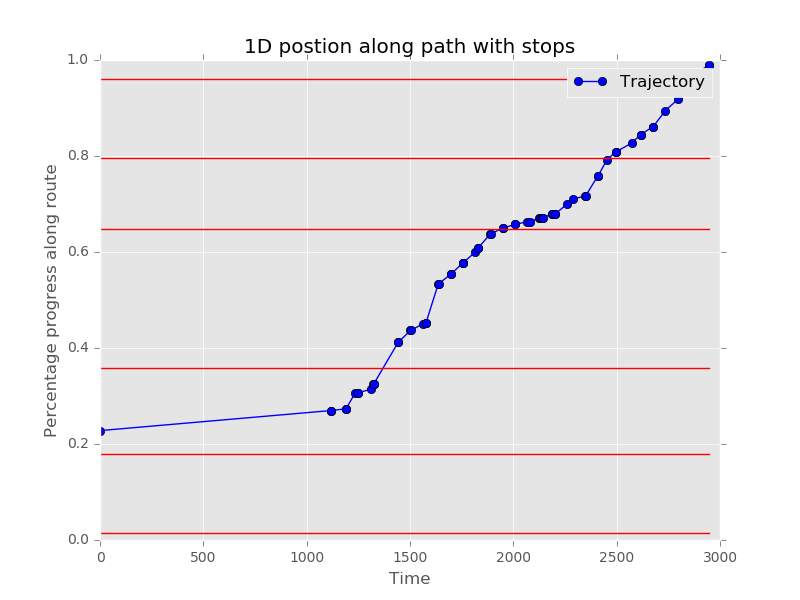 1D postion along path with stops
Trajectory
Percentage progress along route
1.0
0.8
0.6
0.4
0.2
0.0
0 500 1000 1500 2000 2500 3000
Time